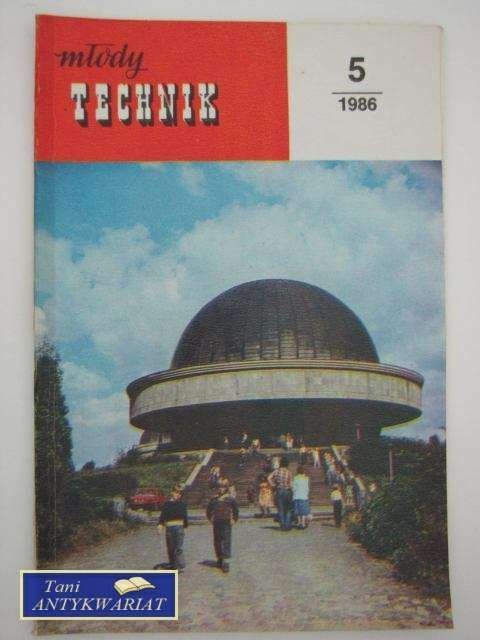 młody
TECHNIK
5
1986
Tani
ANTYKWARIAT